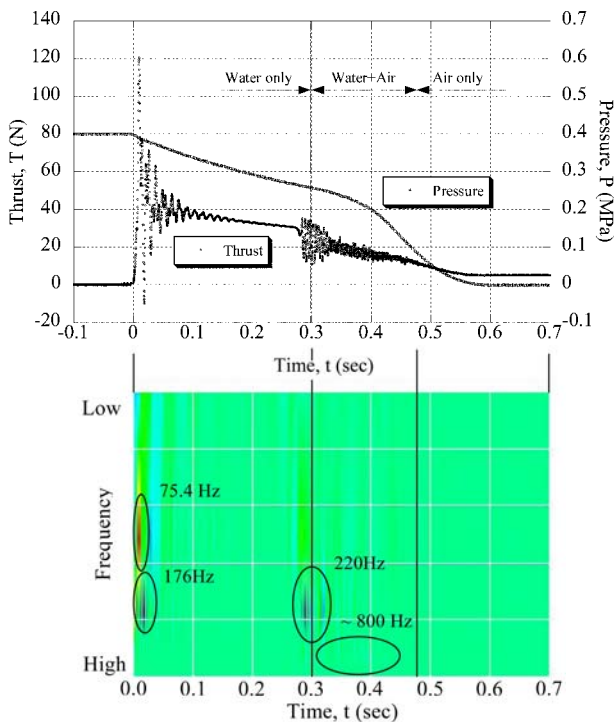 140 0.7
120 0.6
Water only Water+Air Air only
100 0.5
80 0.4
60 0.3
Pressure
40 0.2
Thrust
20 0.1
0 0
-20 -0.1
-0.1 0 0.1 0.2 0.3 0.4 0.5 0.6 0.7
Thrust, T (N)
Pressure, P (MPa)
Time, t (sec)
Low
75.4 Hz
176Hz
220Hz
~ 800 Hz
Frequency
High
0.0 0.1 0.2 0.3 0.4 0.5 0.6 0.7
Time, t (sec)